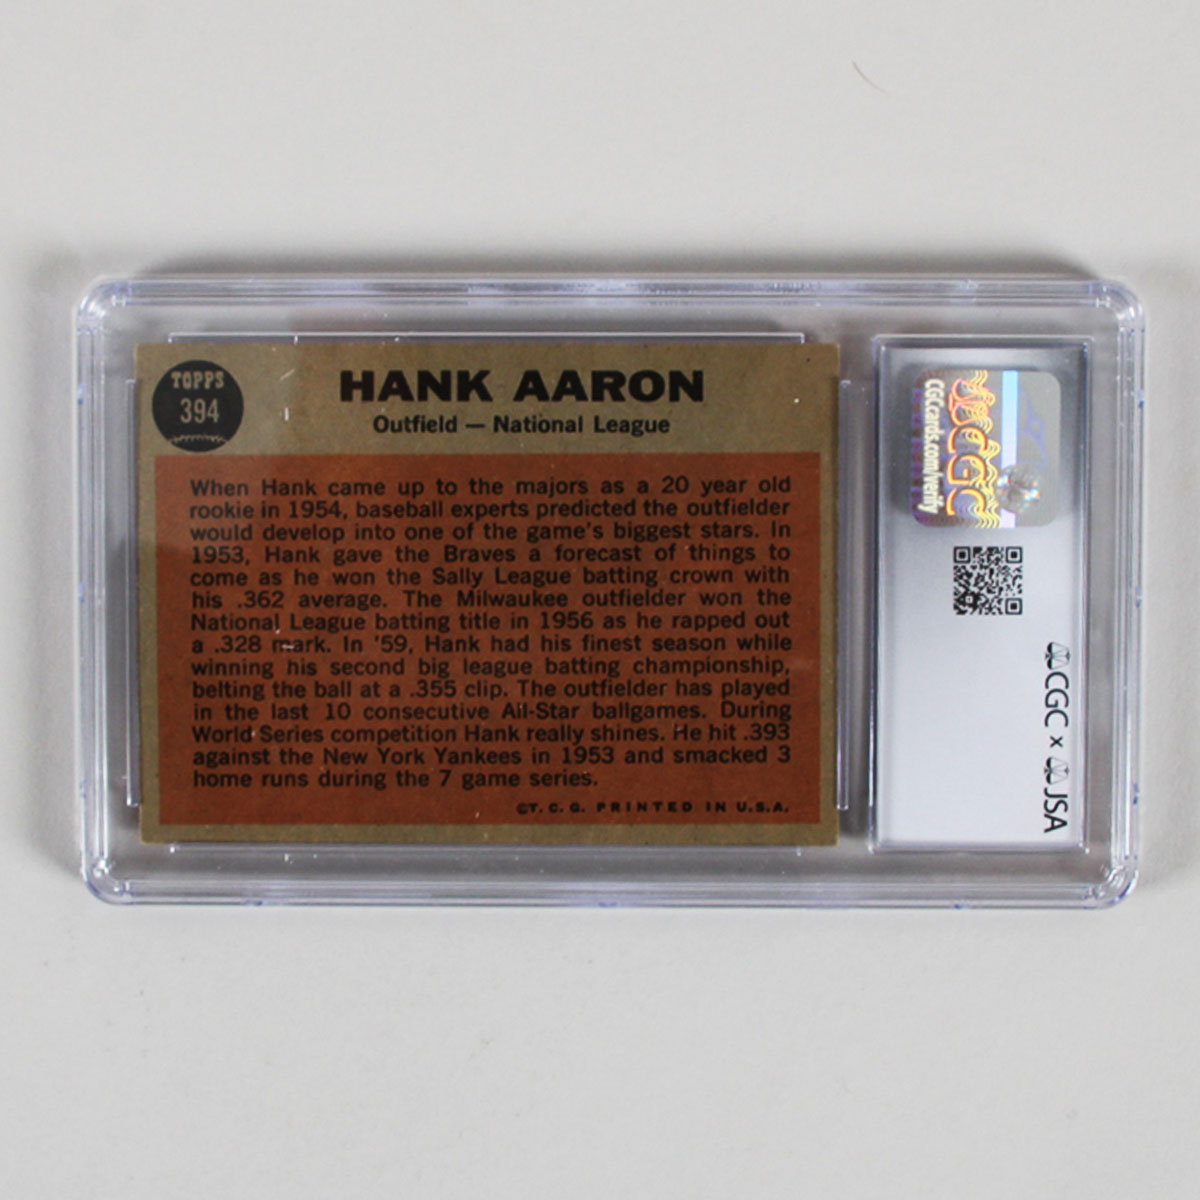 TOPPS
394
HANK AARON
Outfield — National League
When Hank came up to the majors as a 20 year old
rookie in 1954, baseball experts predicted the outfielder
would develop into one of the game's biggest stars. In
1953, Hank gave the Braves a forecast of things to
come as he won the Sally League batting crown with
his .362 average. The Milwaukee outfielder won the
National League batting title in 1956 as he rapped out
a .328 mark. In '59, Hank had his finest season while
winning his second big league batting championship,
belting the ball at a .355 clip. The outfielder has played
in the last 10 consecutive All-Star ballgames. During
World Series competition Hank really shines. He hit .393
against the New York Yankees in 1953 and smacked 3
home runs during the 7 game series.
©T. C. G. PRINTED IN U.S.A.
CGC
CGCcards.com/verify
CGC x JSA